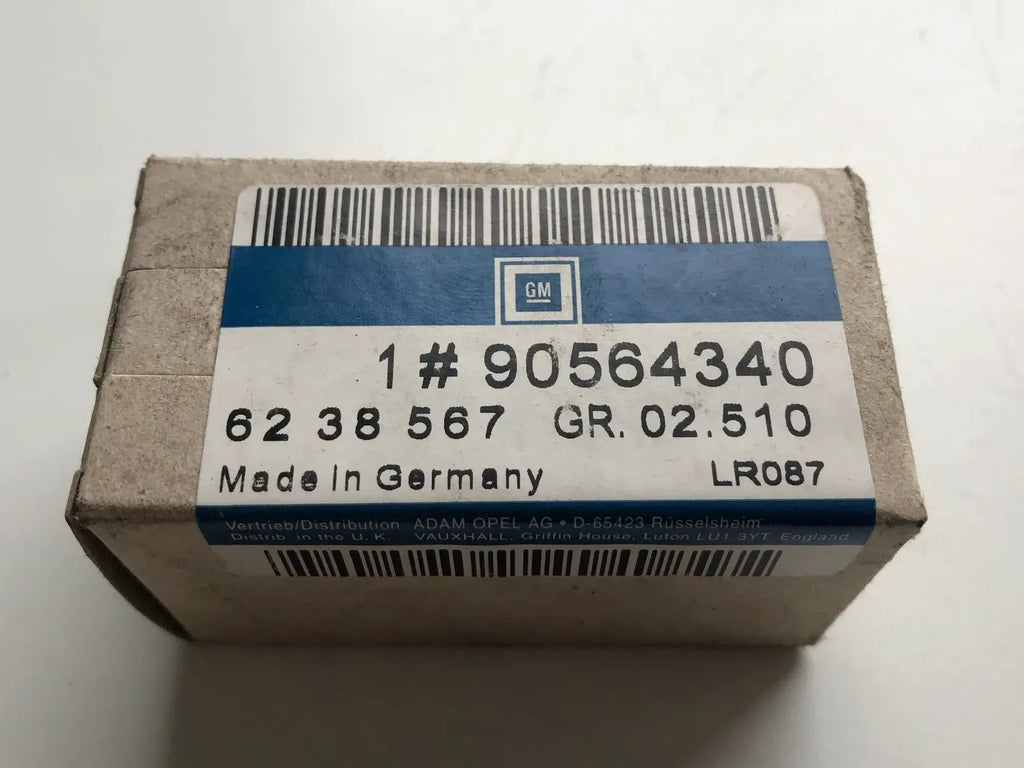 GM
1 # 90564340
62 38 567 GR. 02.510
Made In Germany LR087
Vertrieb/Distribution ADAM OPEL AG • D-65423 Rüsselsheim
Distrib. in the U. K. VAUXHALL, Griffin House, Luton LU1 3YT, England